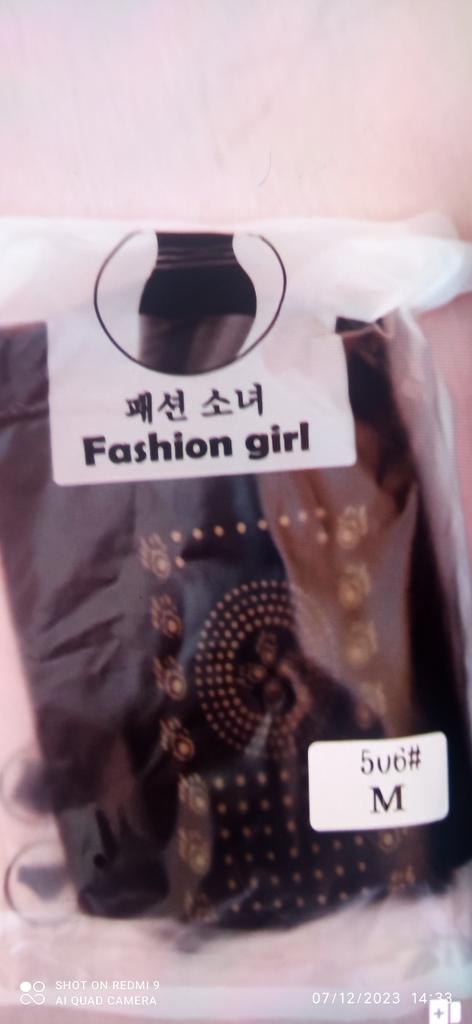 패션 소녀
Fashion girl
506#
M
SHOT ON REDMI 9
AI QUAD CAMERA
07/12/2023 14:33